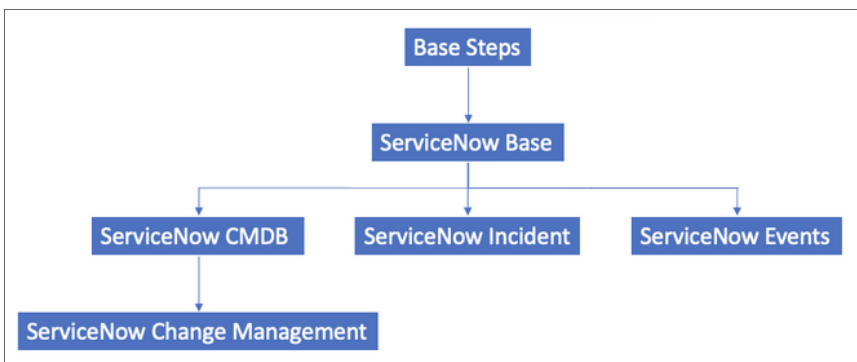 Base Steps
ServiceNow Base
ServiceNow CMDB
ServiceNow Incident
ServiceNow Events
ServiceNow Change Management